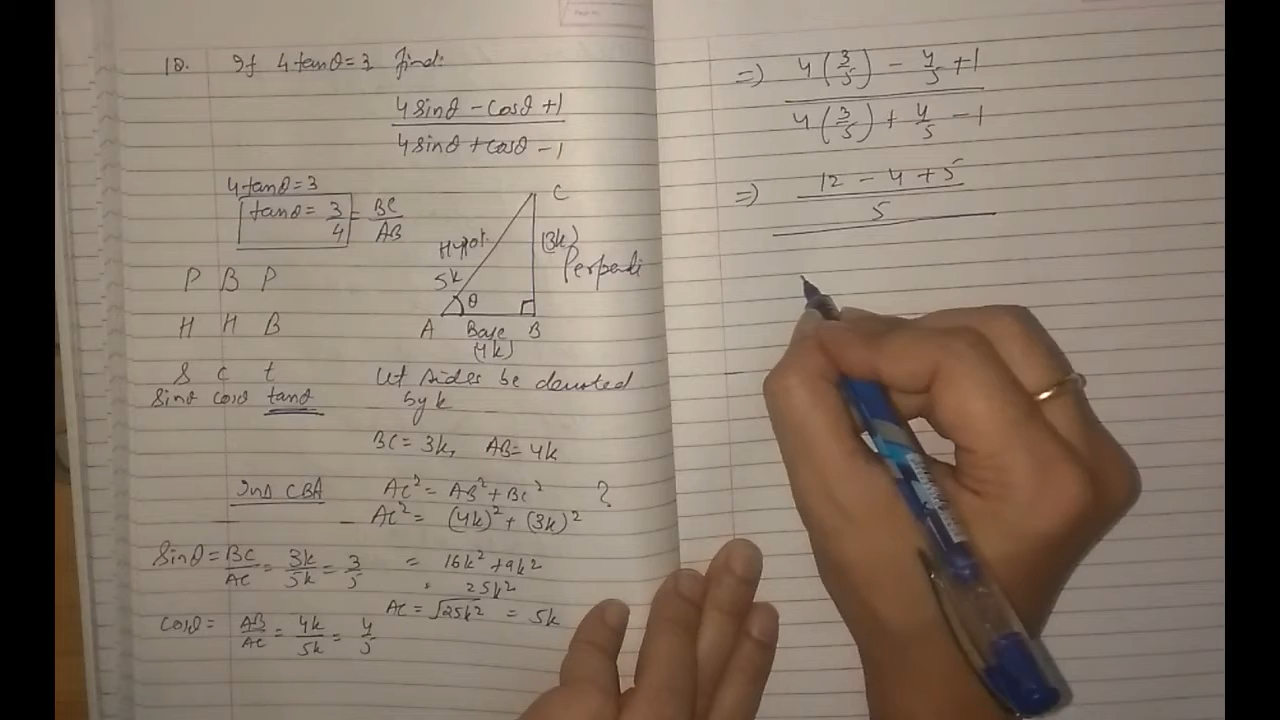 10. If 4tanθ=3 find:
4sinθ - cosθ +1
4sinθ + cosθ - 1
4tanθ=3
tanθ = 3/4 = BC/AB
C
Hypot.
5k
(3k)
Perpendi
θ
A Base B
(4k)
P B P
H H B
S C t
sinθ cosθ tanθ
Let sides be denoted
by k
BC = 3k, AB = 4k
In Δ CBA
AC² = AB² + BC² ?
AC² = (4k)² + (3k)²
= 16k² + 9k²
= 25k²
AC = √25k² = 5k
Sinθ = BC/AC = 3k/5k = 3/5
cosθ = AB/AC = 4k/5k = 4/5
=> 4(3/5) - 4/5 + 1
4(3/5) + 4/5 - 1
=> 12 - 4 + 5
5